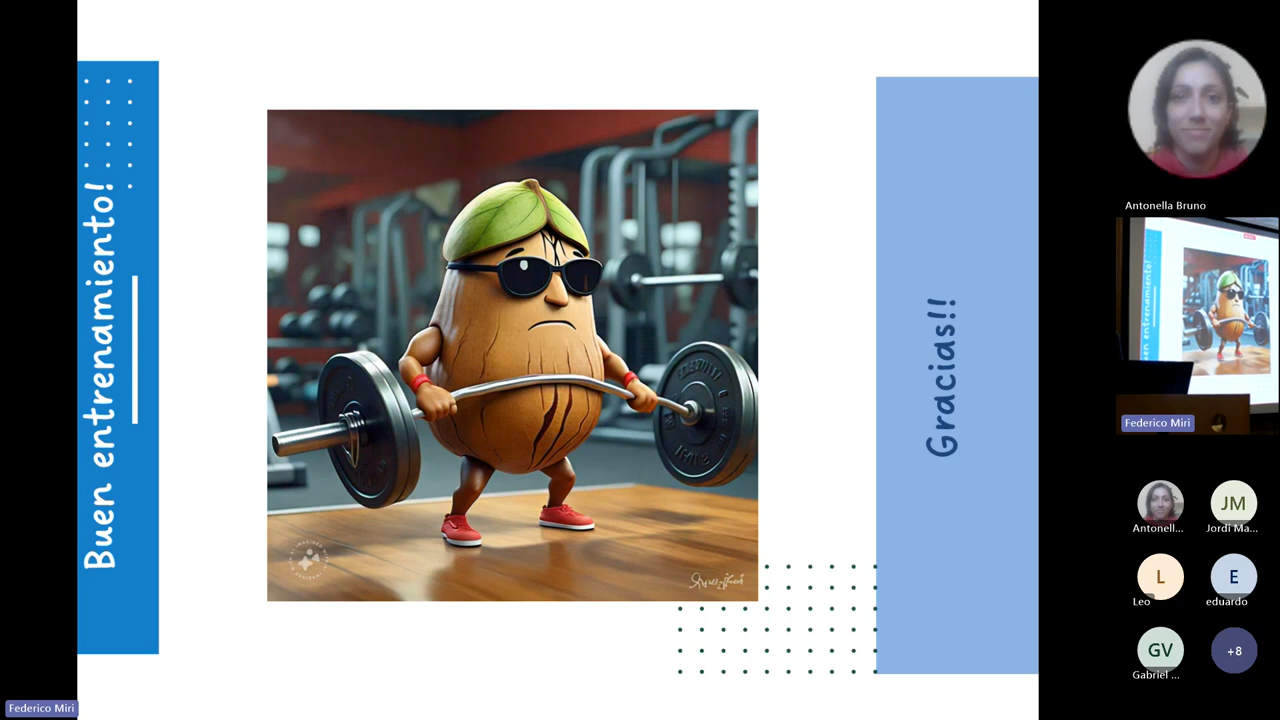 Buen entrenamiento!
Gracias!!
Antonella Bruno
Federico Miri
Antonell...
Jordi Ma...
JM
L
Leo
E
eduardo
GV
Gabriel ...
+8
Federico Miri